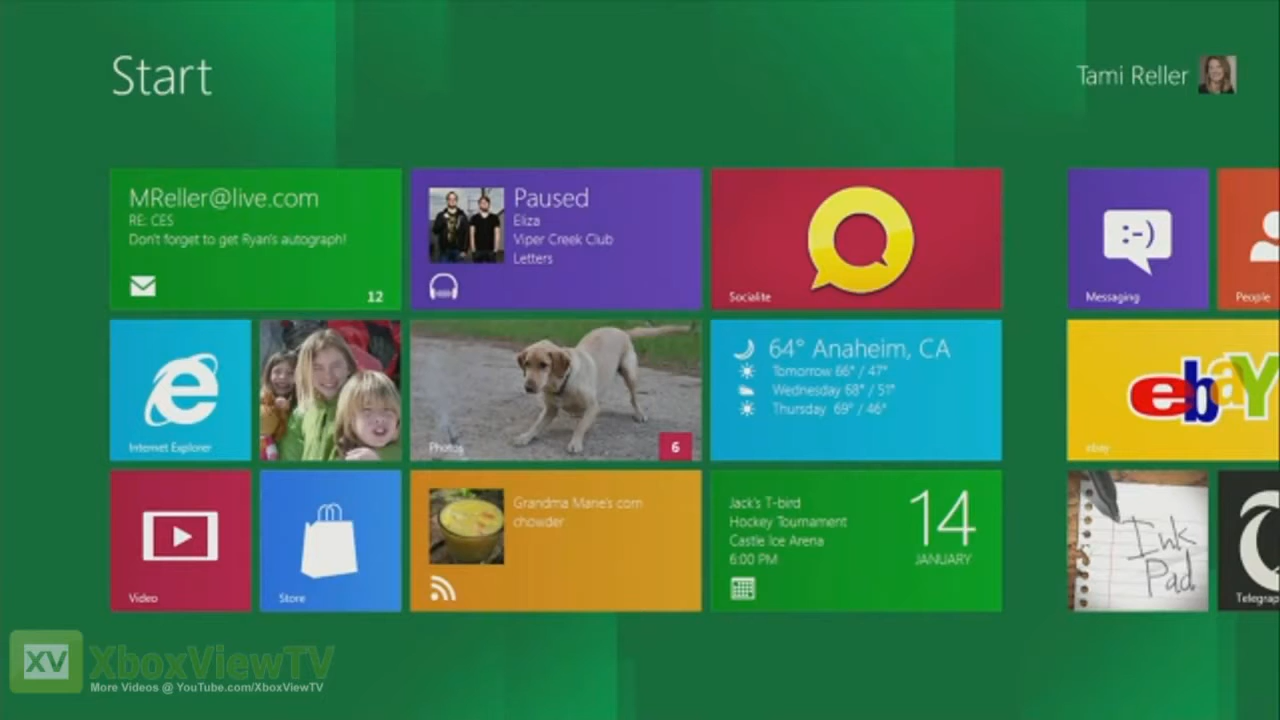 Start
Tami Reller
MReller@live.com
RE: CES
Don't forget to get Ryan's autograph!
12
Paused
Eliza
Viper Creek Club
Letters
Socialite
Messaging
People
Internet Explorer
Photos
6
64° Anaheim, CA
Tomorrow 66° / 47°
Wednesday 68° / 51°
Thursday 69° / 46°
ebaY
ebay
Video
Store
Grandma Marie's corn
chowder
Jack's T-bird
Hockey Tournament
Castle Ice Arena
6:00 PM
14
JANUARY
Ink
Pad
Telegrap
XV XboxViewTV
More Videos @ YouTube.com/XboxViewTV